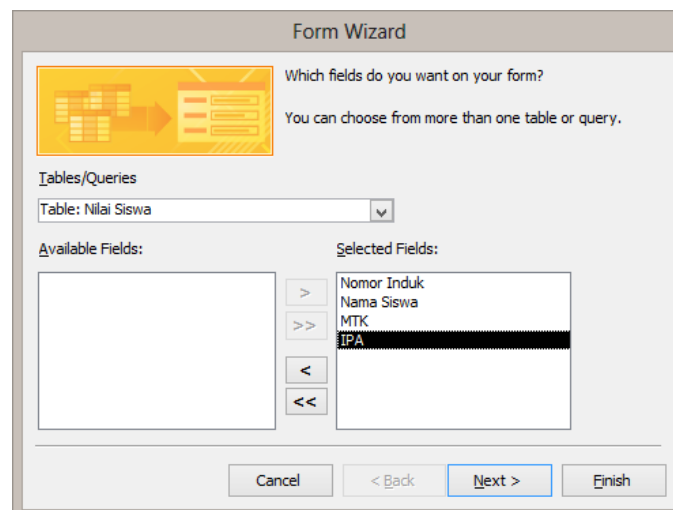 Form Wizard
Which fields do you want on your form?
You can choose from more than one table or query.
Tables/Queries
Table: Nilai Siswa
Available Fields:
Selected Fields:
Nomor Induk
Nama Siswa
MTK
IPA
>
>>
<
<<
Cancel
< Back
Next >
Finish